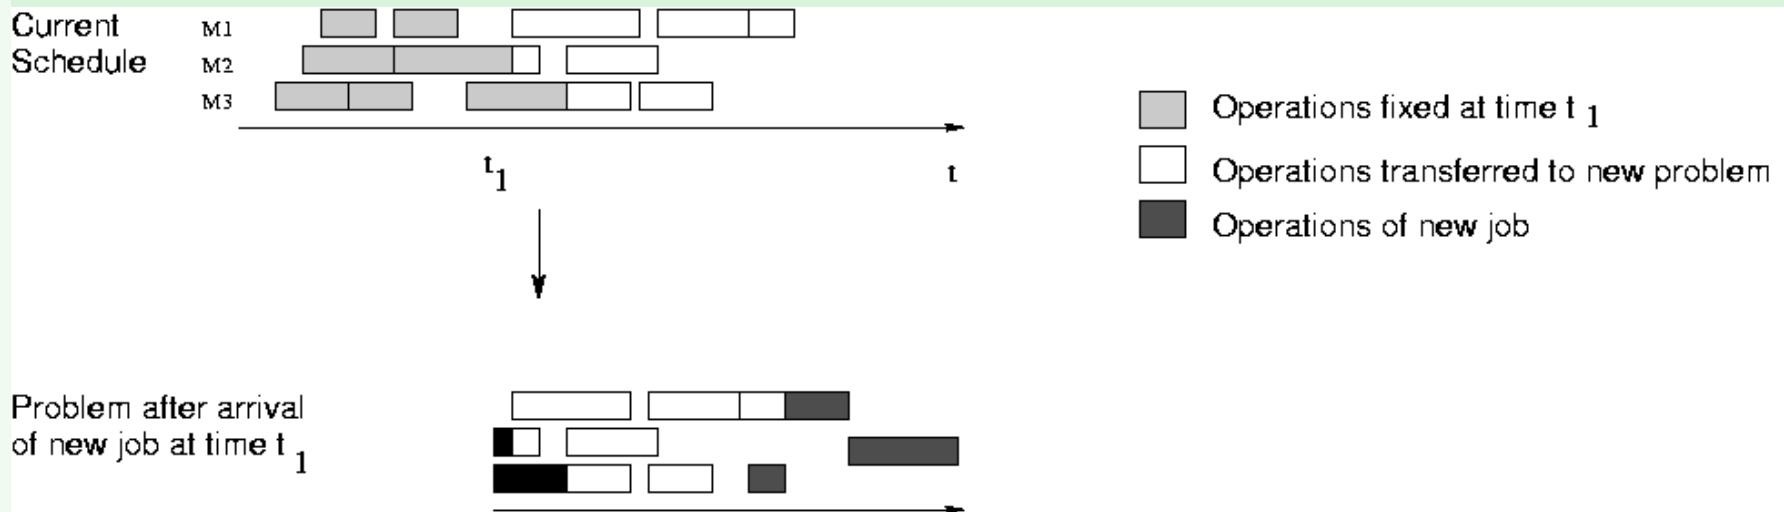 Current
Schedule
M1
M2
M3
t1
t
Operations fixed at time t 1
Operations transferred to new problem
Operations of new job
Problem after arrival
of new job at time t 1